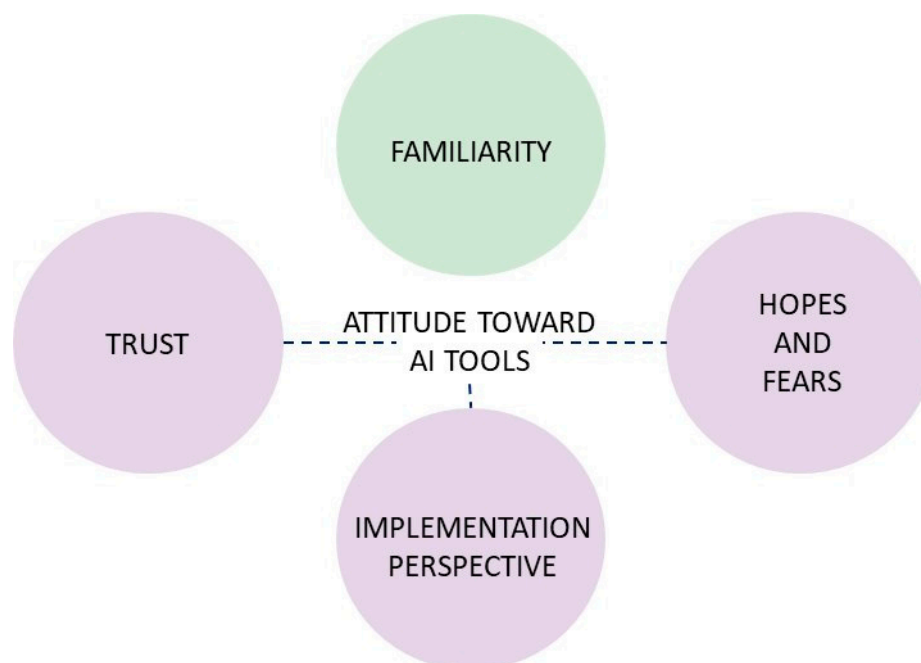 FAMILIARITY
TRUST
ATTITUDE TOWARD
AI TOOLS
HOPES
AND
FEARS
IMPLEMENTATION
PERSPECTIVE